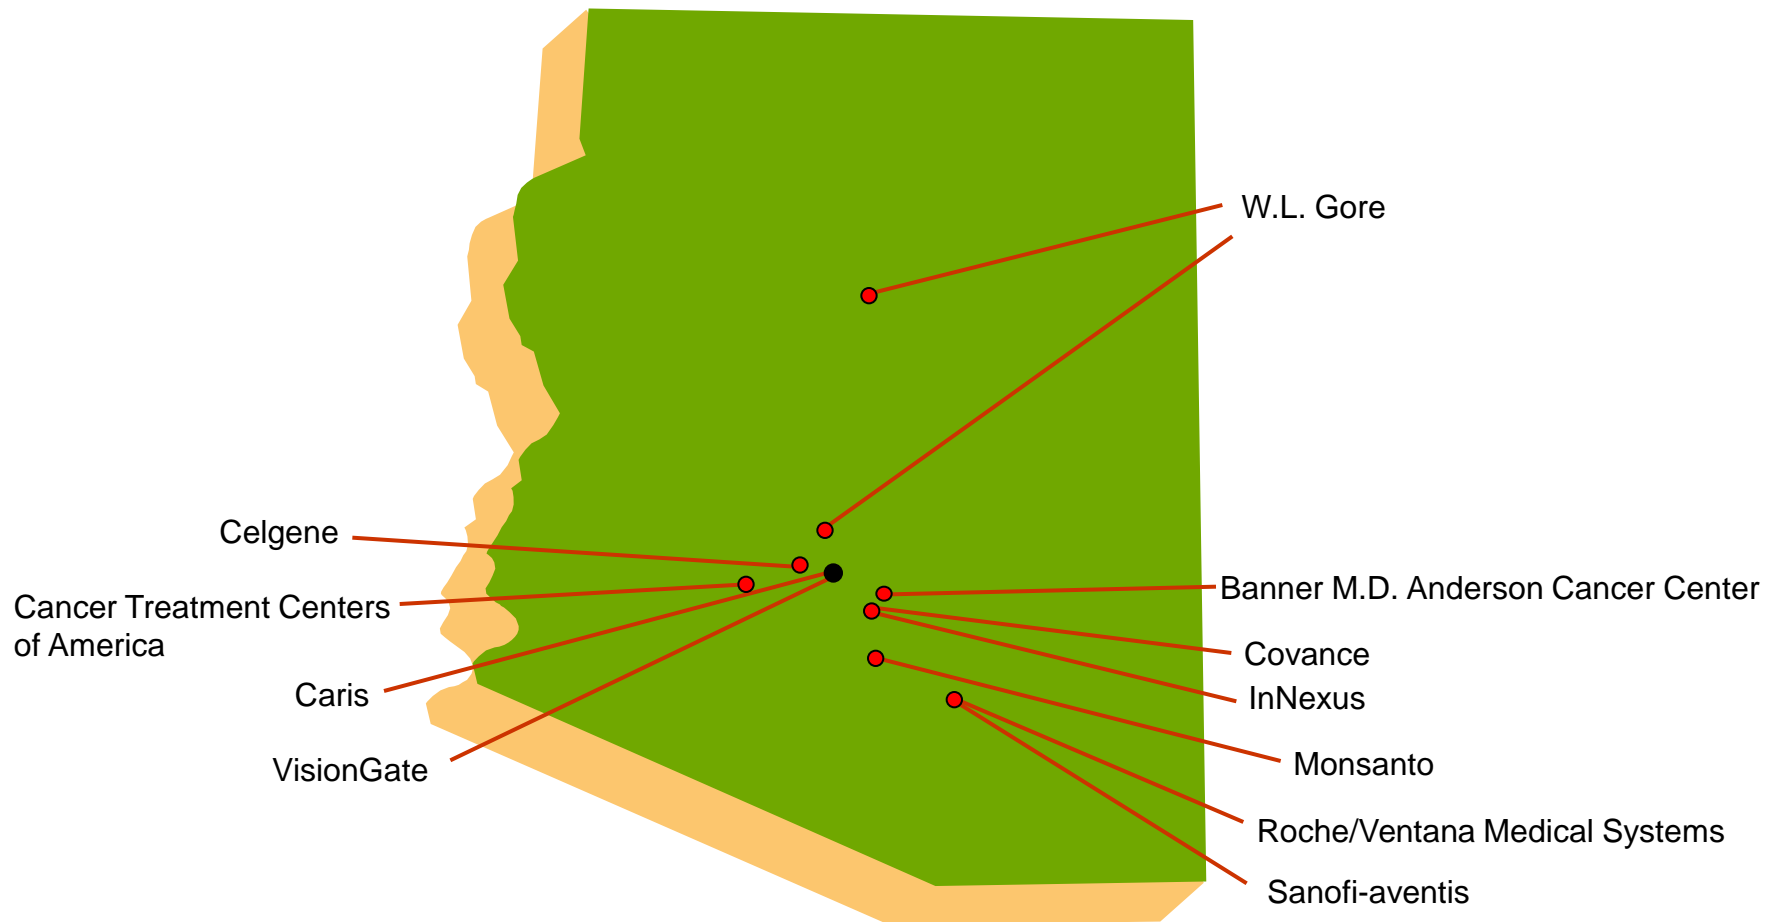 W.L. Gore
Celgene
Cancer Treatment Centers
of America
Caris
VisionGate
Banner M.D. Anderson Cancer Center
Covance
InNexus
Monsanto
Roche/Ventana Medical Systems
Sanofi-aventis